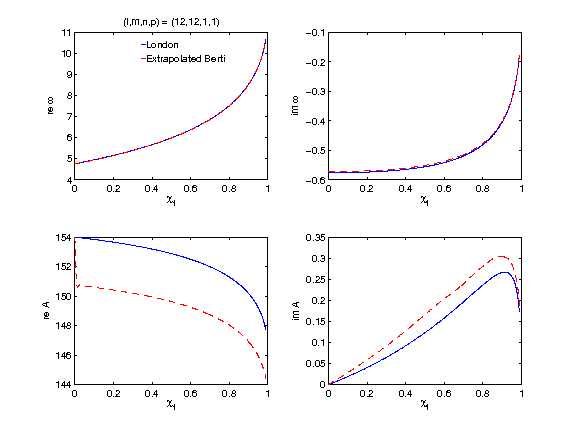 (l,m,n,p) = (12,12,1,1)
11
10
9
8
7
6
5
4
re ω
London
Extrapolated Berti
0 0.2 0.4 0.6 0.8 1
χf
−0.1
−0.2
−0.3
−0.4
−0.5
−0.6
im ω
0 0.2 0.4 0.6 0.8 1
χf
154
152
150
148
146
144
re A
0 0.2 0.4 0.6 0.8 1
χf
0.35
0.3
0.25
0.2
0.15
0.1
0.05
0
im A
0 0.2 0.4 0.6 0.8 1
χf